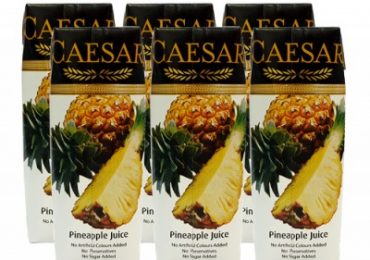 CAESAR CAESAR CAESAR
Pineapple Juice Pineapple Juice Pineapple Juice
No Artificial Colours Added No Artificial Colours Added No Artificial Colours Added
No Preservatives No Preservatives No Preservatives
No Sugar Added No Sugar Added No Sugar Added